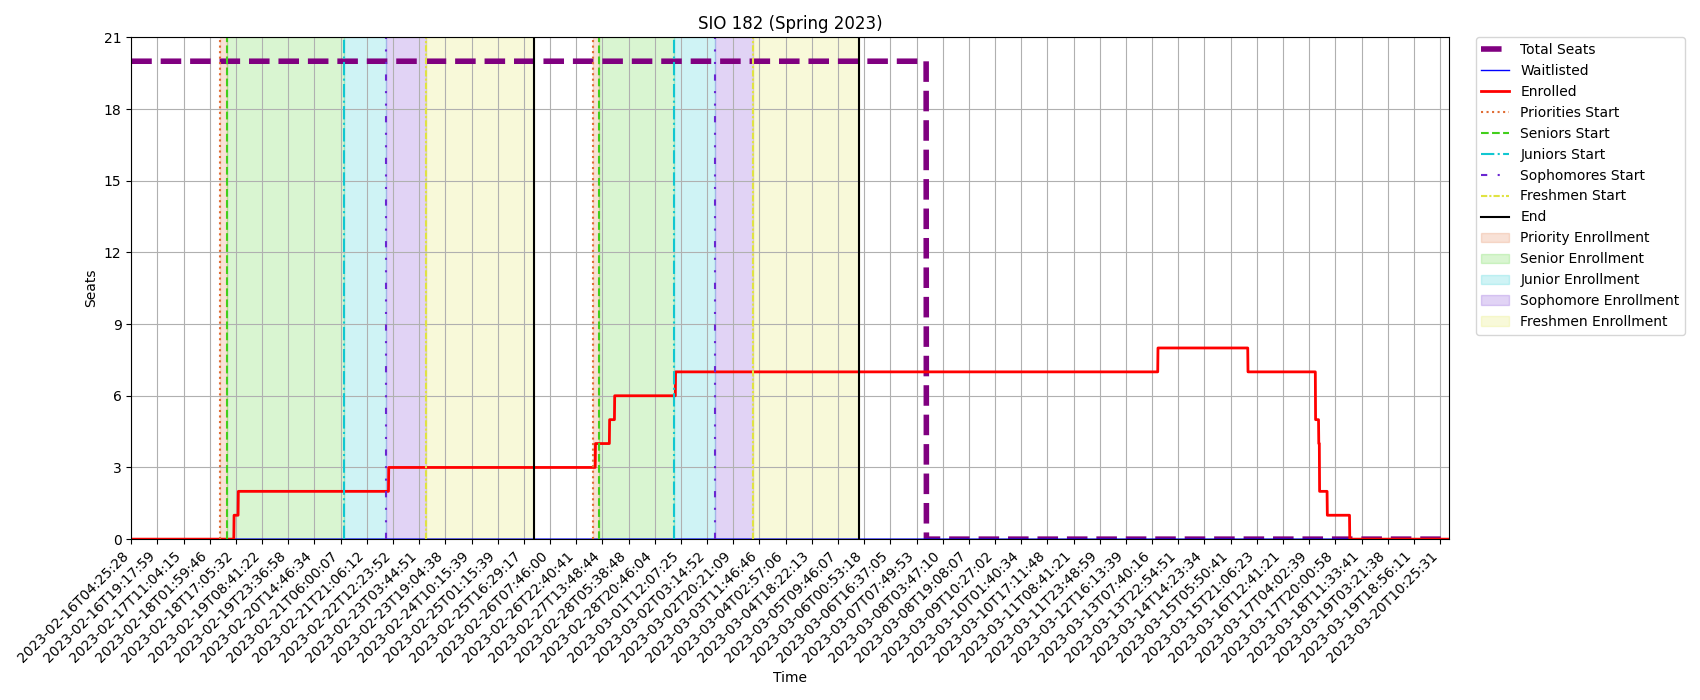 SIO 182 (Spring 2023)
21
18
15
12
9
6
3
0
Seats
2023-02-16T04:25:28
2023-02-16T19:17:59
2023-02-17T11:04:15
2023-02-18T01:59:46
2023-02-18T17:05:32
2023-02-19T08:41:22
2023-02-19T23:36:58
2023-02-20T14:46:34
2023-02-21T06:00:07
2023-02-21T21:06:12
2023-02-22T12:23:52
2023-02-23T03:44:51
2023-02-23T19:04:38
2023-02-24T10:15:39
2023-02-25T01:15:39
2023-02-25T16:29:17
2023-02-26T07:46:00
2023-02-26T22:40:41
2023-02-27T13:48:44
2023-02-28T05:38:48
2023-02-28T20:46:04
2023-03-01T12:07:25
2023-03-02T03:14:52
2023-03-02T20:21:09
2023-03-03T11:46:46
2023-03-04T02:57:06
2023-03-04T18:22:13
2023-03-05T09:46:07
2023-03-06T00:53:18
2023-03-06T16:37:05
2023-03-07T07:49:53
2023-03-08T03:47:10
2023-03-08T19:08:07
2023-03-09T10:27:02
2023-03-10T01:40:34
2023-03-10T17:11:48
2023-03-11T08:41:21
2023-03-11T23:48:59
2023-03-12T16:13:39
2023-03-13T07:40:16
2023-03-13T22:54:51
2023-03-14T14:23:34
2023-03-15T05:50:41
2023-03-15T21:06:23
2023-03-16T12:41:21
2023-03-17T04:02:39
2023-03-17T20:00:58
2023-03-18T11:33:41
2023-03-19T03:21:38
2023-03-19T18:56:11
2023-03-20T10:25:31
Time
Total Seats
Waitlisted
Enrolled
Priorities Start
Seniors Start
Juniors Start
Sophomores Start
Freshmen Start
End
Priority Enrollment
Senior Enrollment
Junior Enrollment
Sophomore Enrollment
Freshmen Enrollment